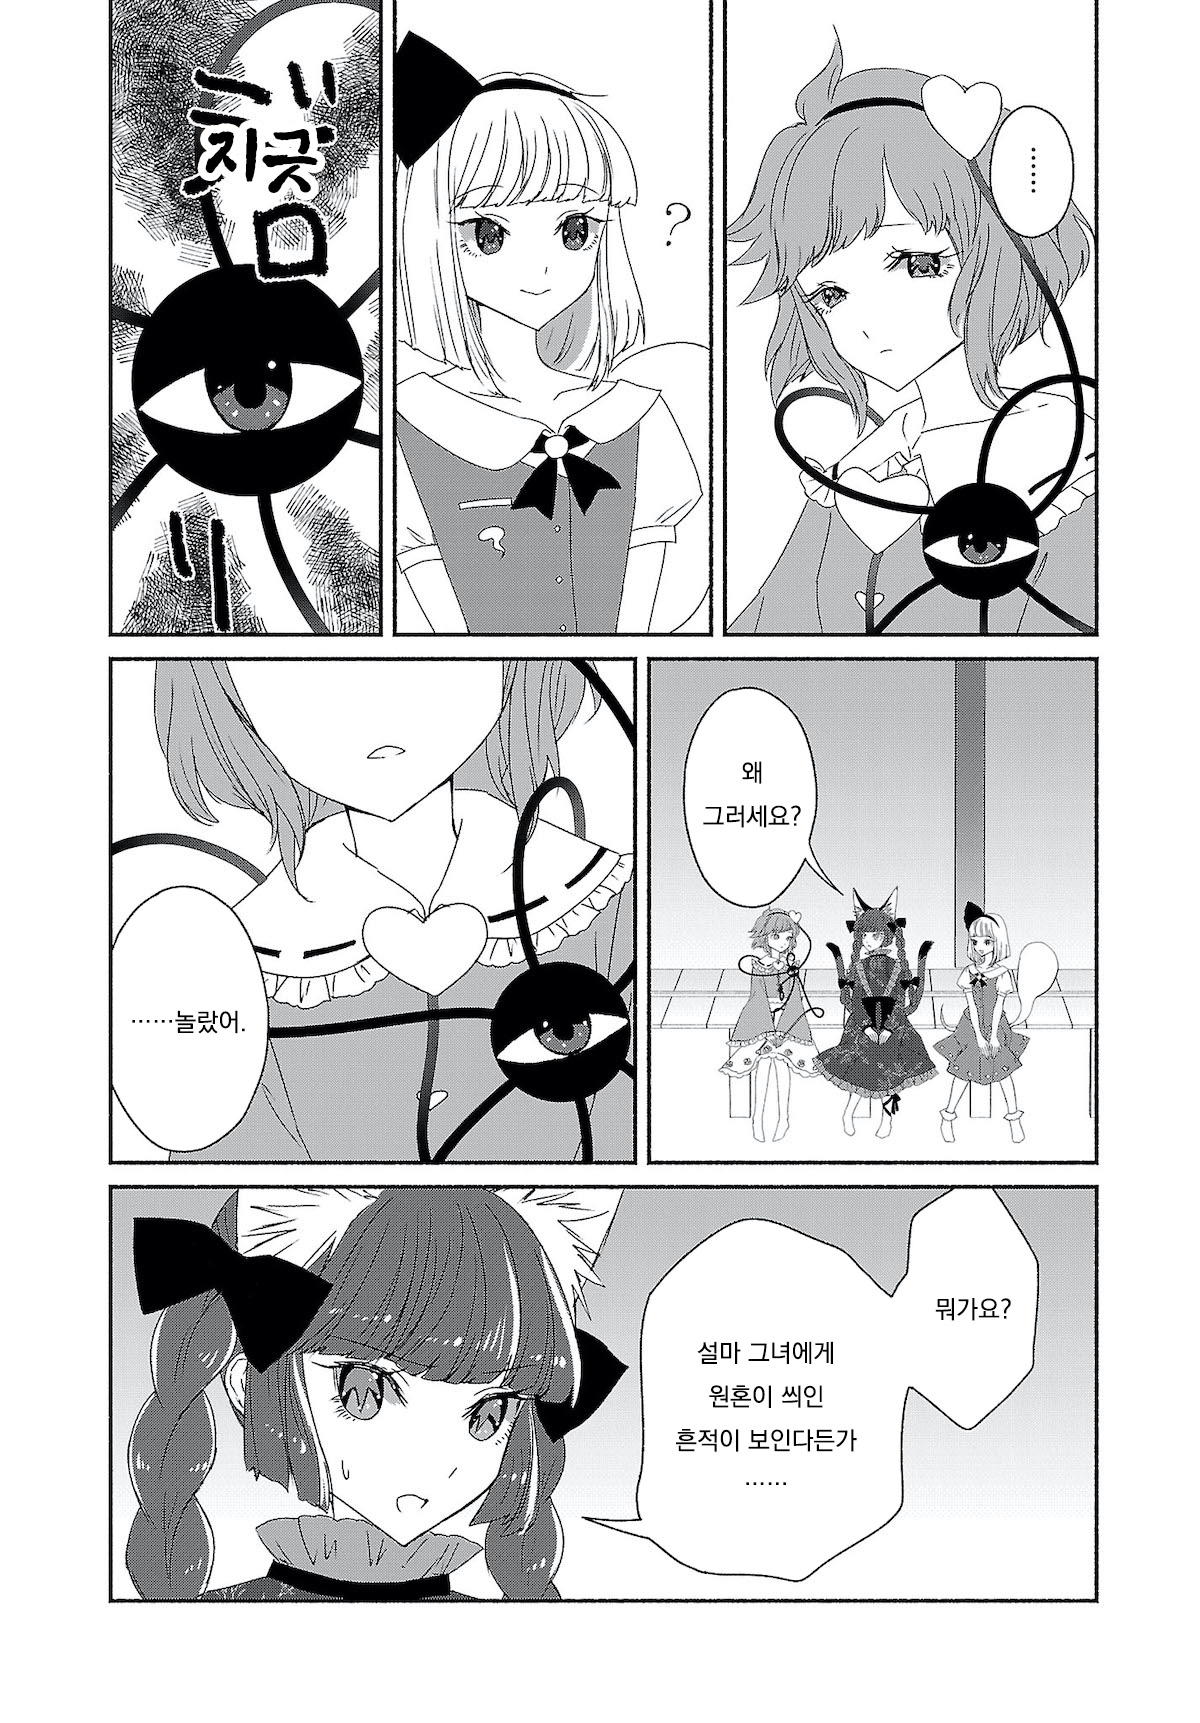 ……
?
지긋
왜
그러세요?
……놀랐어.
뭐가요?
설마 그녀에게
원혼이 씌인
흔적이 보인다든가
……